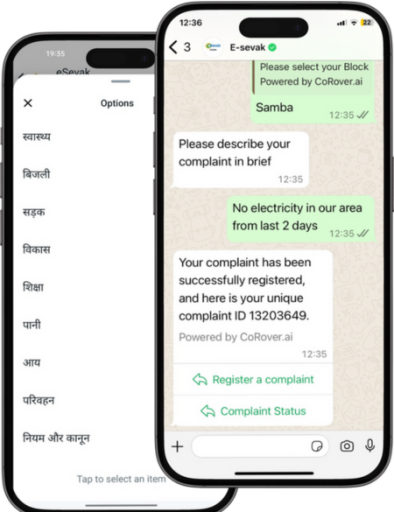 19:35
eSevak
Options
स्वास्थ्य
बिजली
सड़क
विकास
शिक्षा
पानी
आय
परिवहन
नियम और कानून
Tap to select an item
12:36
22
3
E-sevak
Please select your Block
Powered by CoRover.ai
Samba
12:35
Please describe your
complaint in brief
12:35
No electricity in our area
from last 2 days
12:35
Your complaint has been
successfully registered,
and here is your unique
complaint ID 13203649.
Powered by CoRover.ai
12:35
Register a complaint
Complaint Status